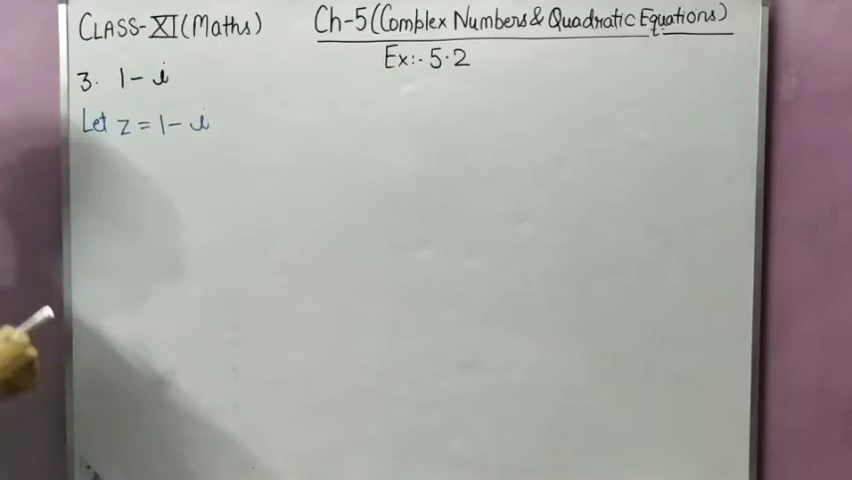 CLASS-XI(Maths)
Ch-5(Complex Numbers & Quadratic Equations)
Ex:- 5.2
3. 1-i
Let z = 1-i